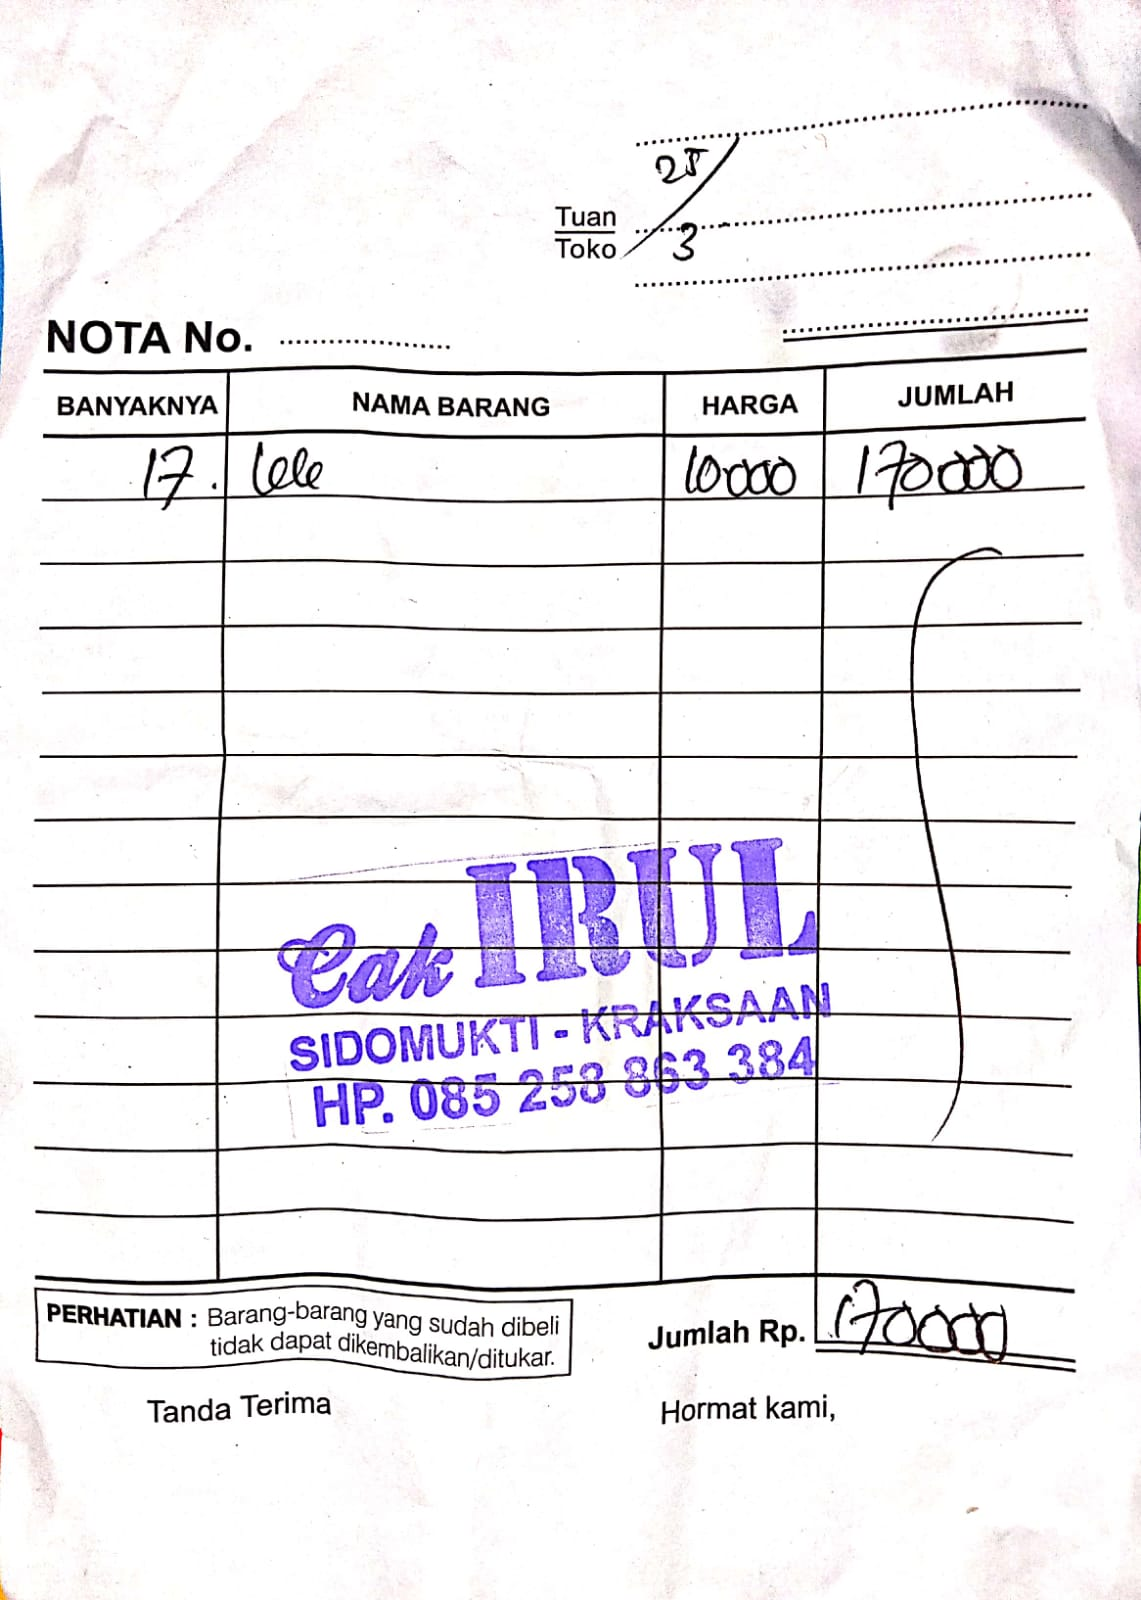 25/3
Tuan
Toko
NOTA No.
BANYAKNYA NAMA BARANG HARGA JUMLAH
17. lele 10000 170000
Cak IRUL
SIDOMUKTI - KRAKSAAN
HP. 085 258 863 384
PERHATIAN : Barang-barang yang sudah dibeli
tidak dapat dikembalikan/ditukar.
Jumlah Rp. 170000
Tanda Terima Hormat kami,